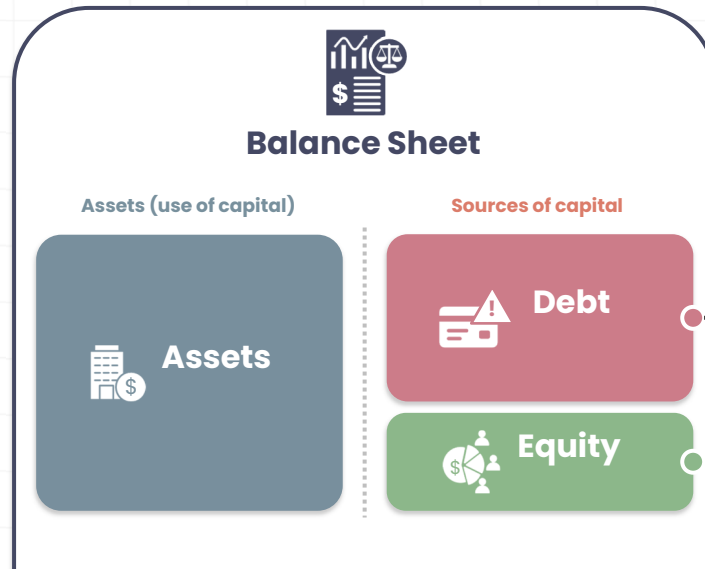 $
Balance Sheet
Assets (use of capital)
Sources of capital
Assets
$
Debt
!
Equity
$